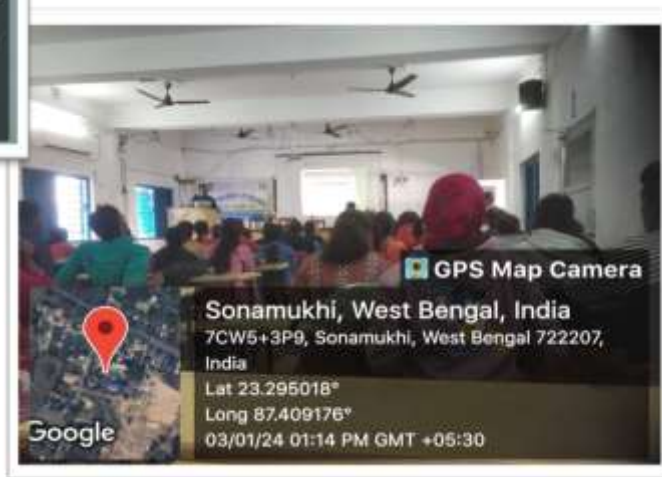 GPS Map Camera
Sonamukhi, West Bengal, India
7CW5+3P9, Sonamukhi, West Bengal 722207,
India
Lat 23.295018°
Long 87.409176°
03/01/24 01:14 PM GMT +05:30
Google